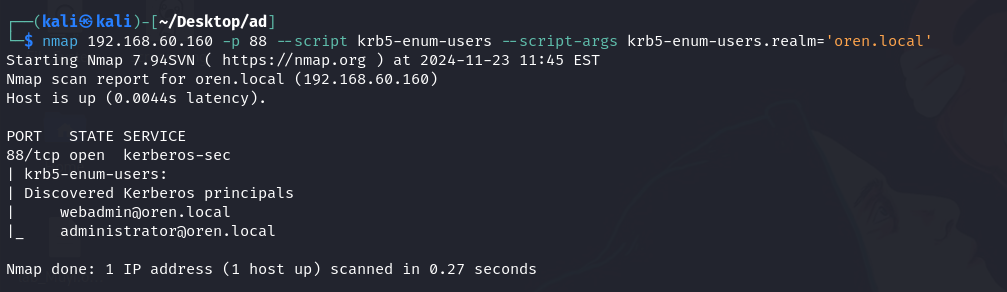 ┌──(kali㉿kali)-[~/Desktop/ad]
└─$ nmap 192.168.60.160 -p 88 --script krb5-enum-users --script-args krb5-enum-users.realm='oren.local'
Starting Nmap 7.94SVN ( https://nmap.org ) at 2024-11-23 11:45 EST
Nmap scan report for oren.local (192.168.60.160)
Host is up (0.0044s latency).
PORT   STATE SERVICE
88/tcp open  kerberos-sec
| krb5-enum-users:
| Discovered Kerberos principals
|     webadmin@oren.local
|_    administrator@oren.local
Nmap done: 1 IP address (1 host up) scanned in 0.27 seconds